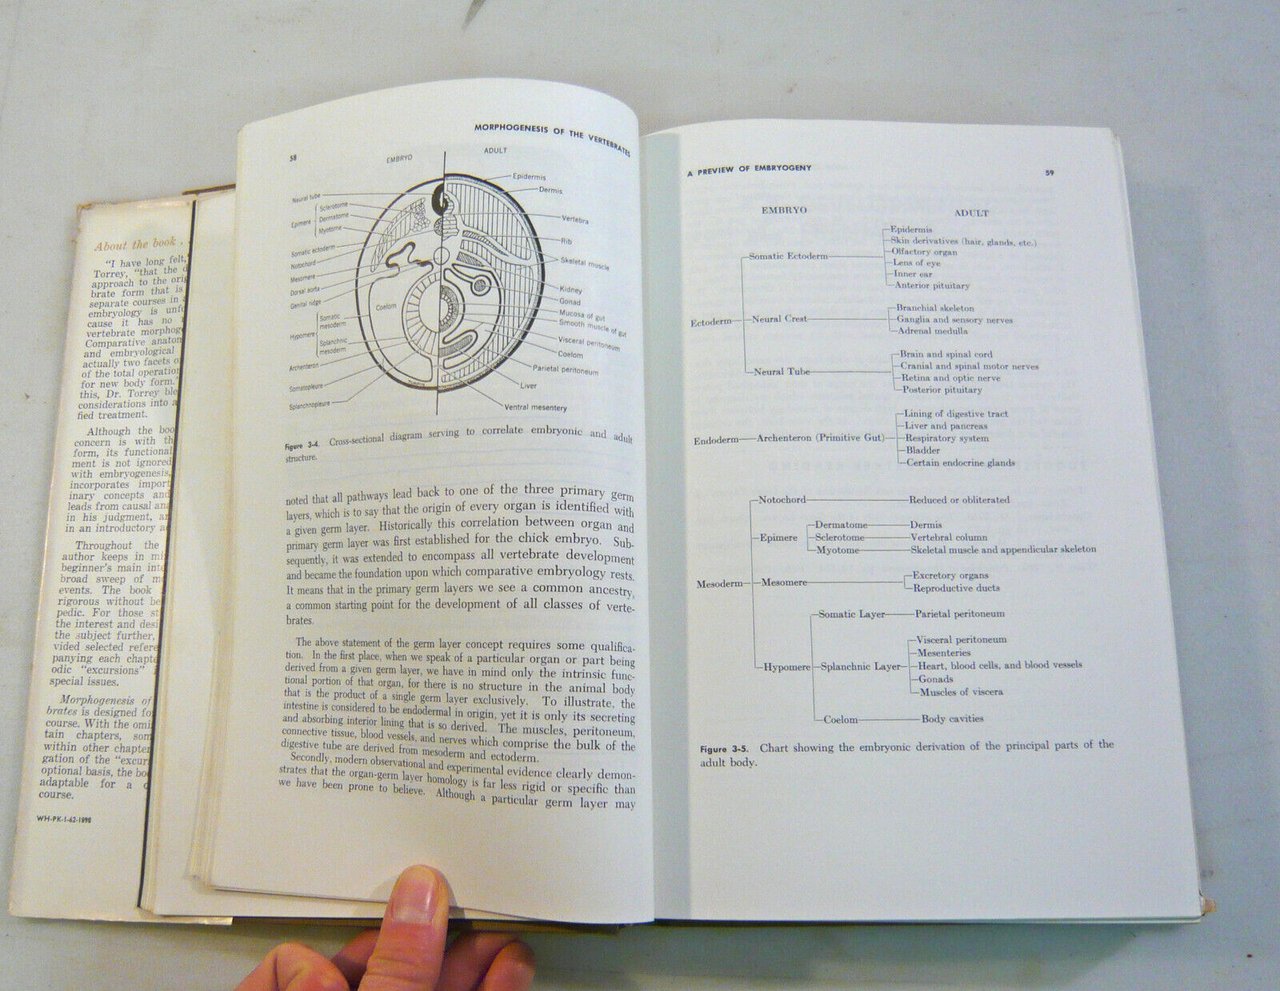 About the book .
"I have long felt,"
Torrey, "that the
approach to the
brate form that is
separate courses in
embryology is
cause it has no
vertebrate
Comparative
and embryological
actually two facets
of the total
for new body form."
this, Dr. Torrey
considerations into
fied treatment.
Although the
concern is with
form, its functional
ment is not ignored
with embryogenesis,
incorporates
inary concepts and
leads from causal
in his judgment,
in an introductory
Throughout the
author keeps in
beginner's main
broad sweep of
events. The book
rigorous without
pedic. For those
the interest and
the subject further,
vided selected
panying each
odic "excursions"
special issues.
Morphogenesis of
brates is designed
course. With the
tain chapters,
within other
gation of the
optional basis, the
adaptable for a
course.
WH-PK-1-62-1898
58
MORPHOGENESIS OF THE VERTEBRATES
EMBRYO
ADULT
Neural tube
Epimere
Sclerotome
Dermatome
Myotome
Somatic ectoderm
Notochord
Mesomere
Dorsal aorta
Genital ridge
Hypomere
Somatic
mesoderm
Splanchnic
mesoderm
Archenteron
Somatopleure
Splanchnopleure
Coelom
Epidermis
Dermis
Vertebra
Rib
Skeletal muscle
Kidney
Gonad
Mucosa of gut
Smooth muscle of gut
Visceral peritoneum
Coelom
Parietal peritoneum
Liver
Ventral mesentery
Figure 3-4. Cross-sectional diagram serving to correlate embryonic and adult
structure.
noted that all pathways lead back to one of the three primary germ
layers, which is to say that the origin of every organ is identified with
a given germ layer. Historically this correlation between organ and
primary germ layer was first established for the chick embryo. Sub-
sequently, it was extended to encompass all vertebrate development
and became the foundation upon which comparative embryology rests.
It means that in the primary germ layers we see a common ancestry,
a common starting point for the development of all classes of verte-
brates.
The above statement of the germ layer concept requires some qualifica-
tion. In the first place, when we speak of a particular organ or part being
derived from a given germ layer, we have in mind only the intrinsic func-
tional portion of that organ, for there is no structure in the animal body
that is the product of a single germ layer exclusively. To illustrate, the
intestine is considered to be endodermal in origin, yet it is only its secreting
and absorbing interior lining that is so derived. The muscles, peritoneum,
connective tissue, blood vessels, and nerves which comprise the bulk of the
digestive tube are derived from mesoderm and ectoderm.
Secondly, modern observational and experimental evidence clearly demon-
strates that the organ-germ layer homology is far less rigid or specific than
we have been prone to believe. Although a particular germ layer may
A PREVIEW OF EMBRYOGENY
59
EMBRYO
ADULT
Ectoderm
Somatic Ectoderm
Epidermis
Skin derivatives (hair, glands, etc.)
Olfactory organ
Lens of eye
Inner ear
Anterior pituitary
Neural Crest
Branchial skeleton
Ganglia and sensory nerves
Adrenal medulla
Neural Tube
Brain and spinal cord
Cranial and spinal motor nerves
Retina and optic nerve
Posterior pituitary
Endoderm
Archenteron (Primitive Gut)
Lining of digestive tract
Liver and pancreas
Respiratory system
Bladder
Certain endocrine glands
Mesoderm
Notochord
Reduced or obliterated
Epimere
Dermatome
Dermis
Sclerotome
Vertebral column
Myotome
Skeletal muscle and appendicular skeleton
Mesomere
Excretory organs
Reproductive ducts
Hypomere
Somatic Layer
Parietal peritoneum
Splanchnic Layer
Visceral peritoneum
Mesenteries
Heart, blood cells, and blood vessels
Gonads
Muscles of viscera
Coelom
Body cavities
Figure 3-5. Chart showing the embryonic derivation of the principal parts of the
adult body.